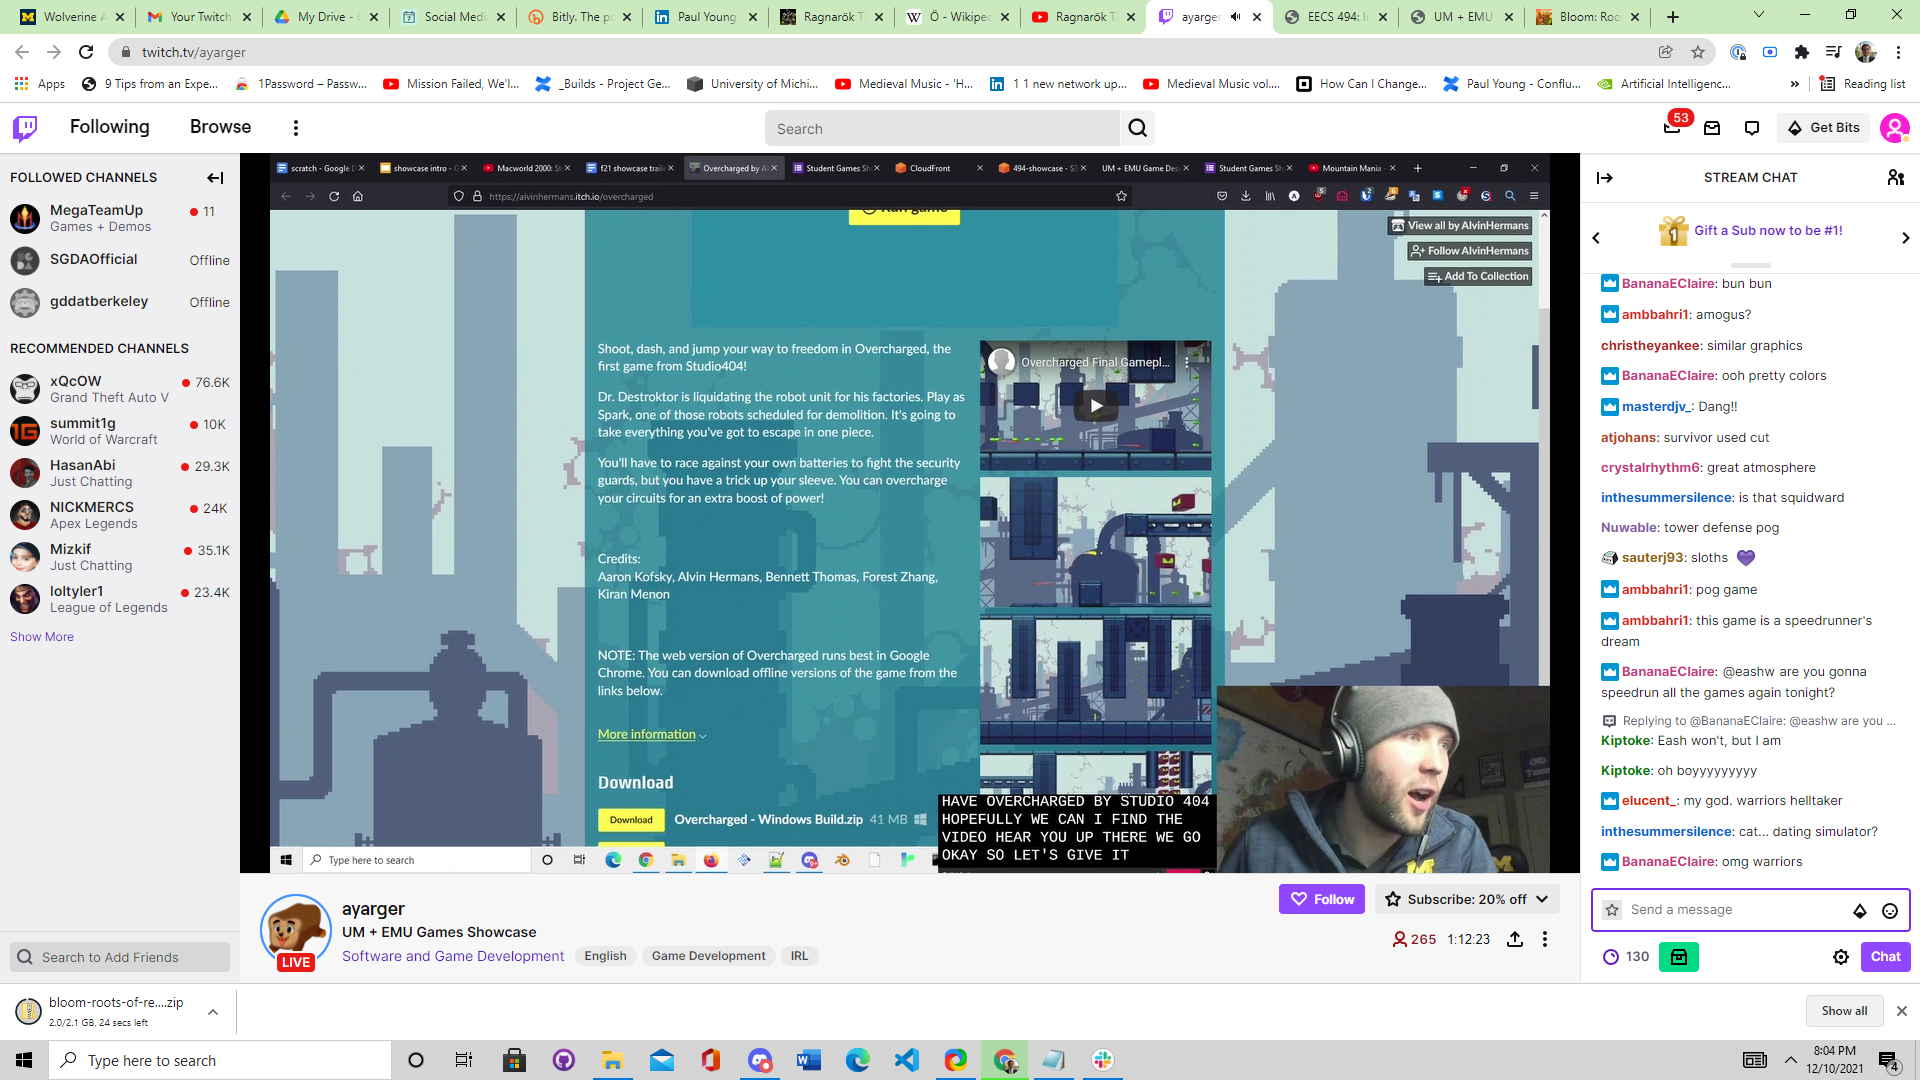 Wolverine A
Your Twitch
My Drive - G
Social Medi
Bitly. The po
Paul Young
Ragnarök T
Ö - Wikipec
Ragnarök T
ayarger
EECS 494: In
UM + EMU
Bloom: Roo
twitch.tv/ayarger
Apps
9 Tips from an Expe...
1Password – Passw...
Mission Failed, We'l...
_Builds - Project Ge...
University of Michi...
Medieval Music - 'H...
1 1 new network up...
Medieval Music vol....
How Can I Change...
Paul Young - Conflu...
Artificial Intelligenc...
»
Reading list
Following
Browse
Search
53
Get Bits
FOLLOWED CHANNELS
MegaTeamUp
11
Games + Demos
SGDAOfficial
Offline
gddatberkeley
Offline
RECOMMENDED CHANNELS
xQcOW
76.6K
Grand Theft Auto V
summit1g
10K
World of Warcraft
HasanAbi
29.3K
Just Chatting
NICKMERCS
24K
Apex Legends
Mizkif
35.1K
Just Chatting
loltyler1
23.4K
League of Legends
Show More
Search to Add Friends
scratch - Google D
showcase intro - G
Macworld 2000: St
f21 showcase traile
Overcharged by Al
Student Games Sh
CloudFront
494-showcase - S3
UM + EMU Game Desi
Student Games Sh
Mountain Mania -
https://alvinhermans.itch.io/overcharged
Run game
View all by AlvinHermans
Follow AlvinHermans
Add To Collection
Shoot, dash, and jump your way to freedom in Overcharged, the
first game from Studio404!
Dr. Destroktor is liquidating the robot unit for his factories. Play as
Spark, one of those robots scheduled for demolition. It's going to
take everything you've got to escape in one piece.
You'll have to race against your own batteries to fight the security
guards, but you have a trick up your sleeve. You can overcharge
your circuits for an extra boost of power!
Credits:
Aaron Kofsky, Alvin Hermans, Bennett Thomas, Forest Zhang,
Kiran Menon
NOTE: The web version of Overcharged runs best in Google
Chrome. You can download offline versions of the game from the
links below.
More information
Download
Download
Overcharged - Windows Build.zip 41 MB
Overcharged Final Gamepl...
HAVE OVERCHARGED BY STUDIO 404
HOPEFULLY WE CAN I FIND THE
VIDEO HEAR YOU UP THERE WE GO
OKAY SO LET'S GIVE IT
Type here to search
ayarger
UM + EMU Games Showcase
Software and Game Development
English
Game Development
IRL
LIVE
Follow
Subscribe: 20% off
265
1:12:23
STREAM CHAT
1
Gift a Sub now to be #1!
BananaEClaire: bun bun
ambbahri1: amogus?
christheyankee: similar graphics
BananaEClaire: ooh pretty colors
masterdjv_: Dang!!
atjohans: survivor used cut
crystalrhythm6: great atmosphere
inthesummersilence: is that squidward
Nuwable: tower defense pog
sauterj93: sloths
ambbahri1: pog game
ambbahri1: this game is a speedrunner's
dream
BananaEClaire: @eashw are you gonna
speedrun all the games again tonight?
Replying to @BananaEClaire: @eashw are you ...
Kiptoke: Eash won't, but I am
Kiptoke: oh boyyyyyyyyy
elucent_: my god. warriors helltaker
inthesummersilence: cat... dating simulator?
BananaEClaire: omg warriors
Send a message
130
Chat
bloom-roots-of-re....zip
2.0/2.1 GB, 24 secs left
Show all
Type here to search
8:04 PM
12/10/2021
4